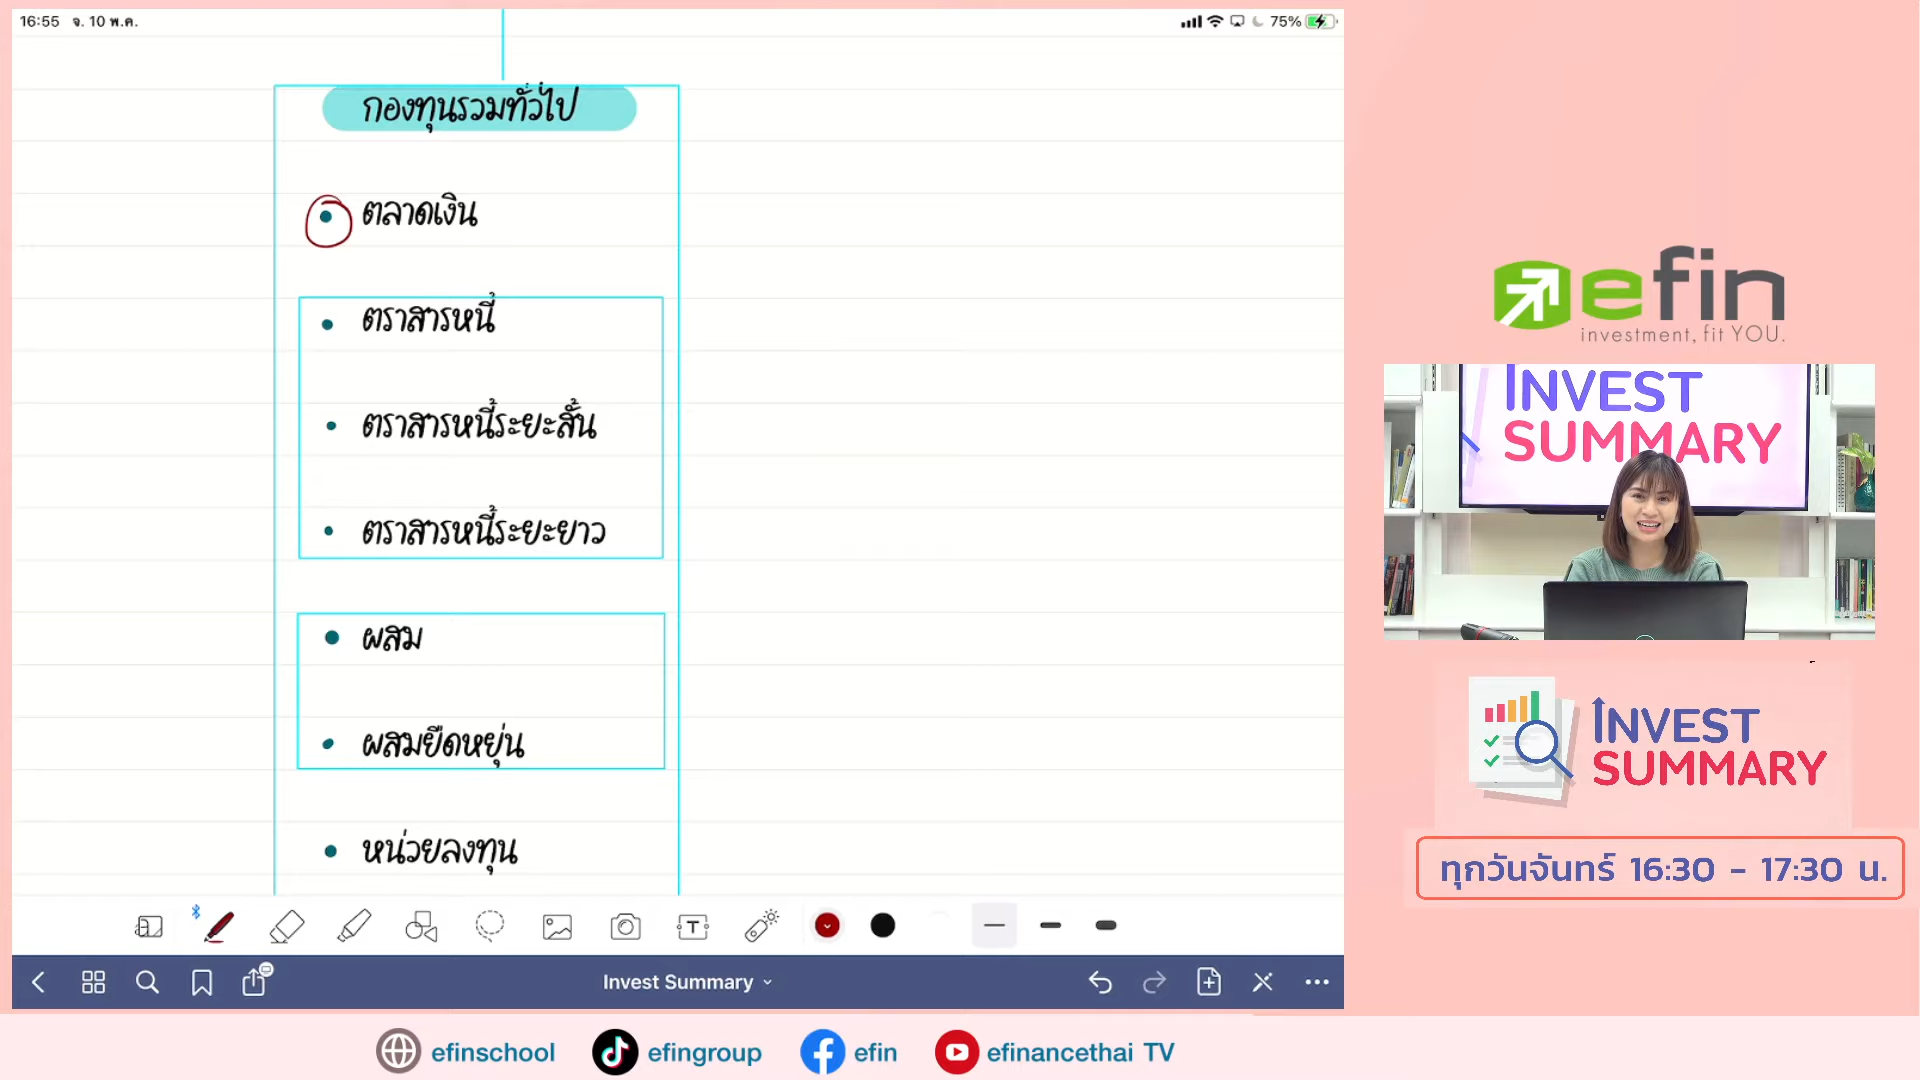 16:55 จ. 10 พ.ค.
75%
กองทุนรวมทั่วไป
ตลาดเงิน
ตราสารหนี้
ตราสารหนี้ระยะสั้น
ตราสารหนี้ระยะยาว
ผสม
ผสมยืดหยุ่น
หน่วยลงทุน
Invest Summary
efin
investment, fit YOU.
INVEST
SUMMARY
INVEST
SUMMARY
ทุกวันจันทร์ 16:30 - 17:30 น.
efinschool
efingroup
efin
efinancethai TV